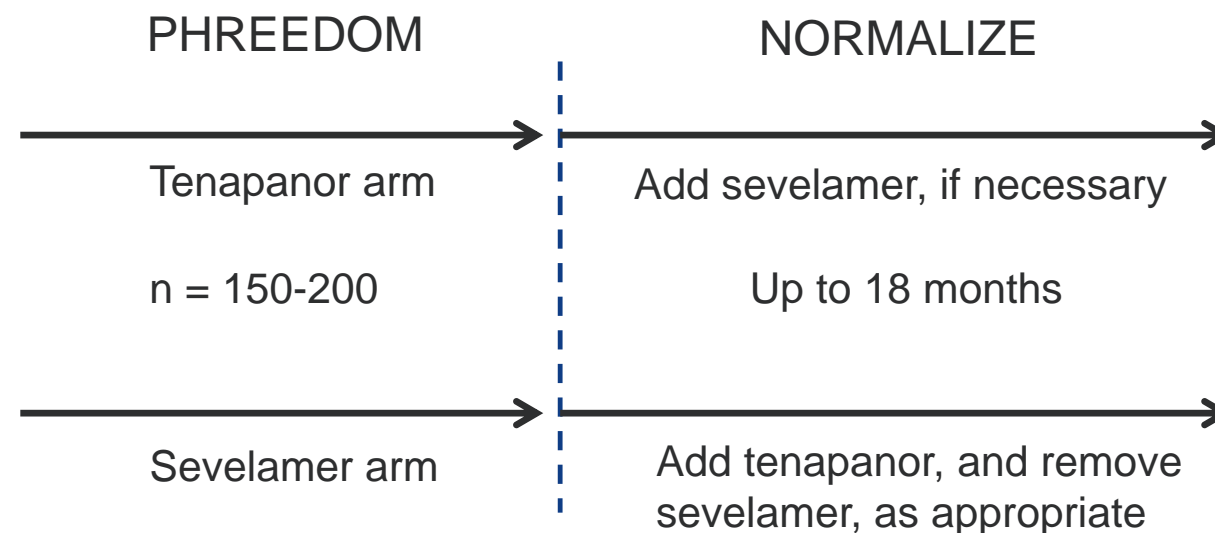 PHREEDOM
NORMALIZE
Tenapanor arm
Add sevelamer, if necessary
n = 150-200
Up to 18 months
Sevelamer arm
Add tenapanor, and remove
sevelamer, as appropriate